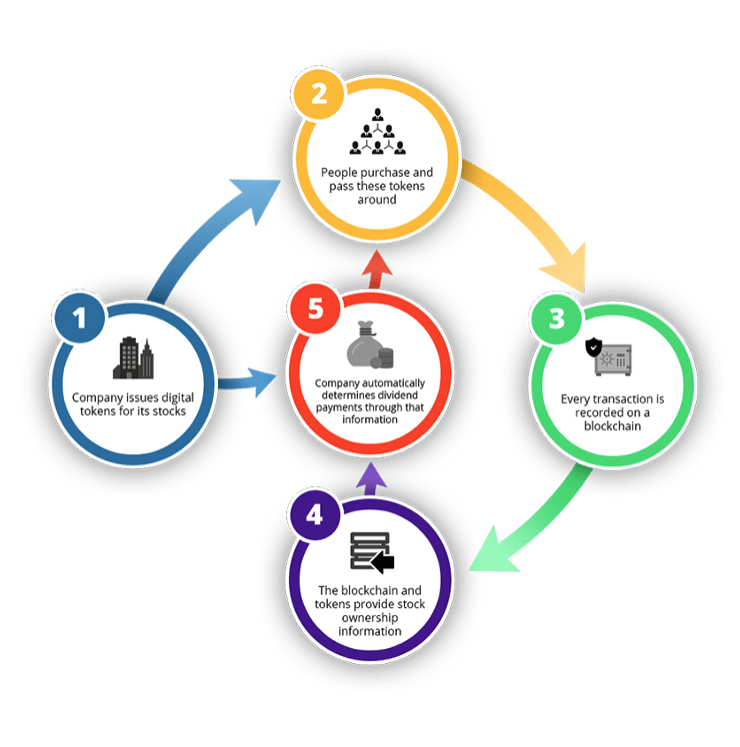 1
Company issues digital
tokens for its stocks
2
People purchase and
pass these tokens
around
3
Every transaction is
recorded on a
blockchain
4
The blockchain and
tokens provide stock
ownership
information
5
Company automatically
determines dividend
payments through that
information